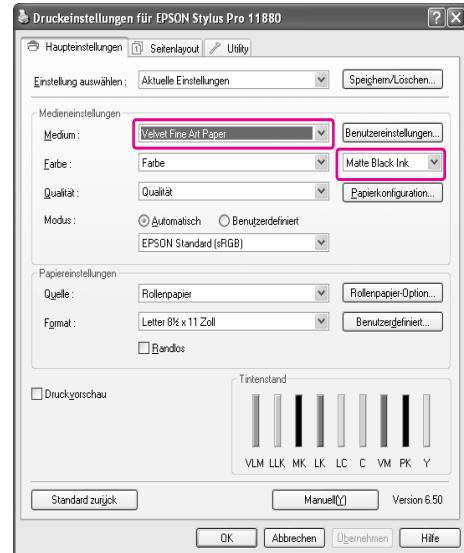 Druckeinstellungen für EPSON Stylus Pro 11880
Haupteinstellungen Seitenlayout Utility
Einstellung auswählen : Aktuelle Einstellungen Speichern/Löschen...
Medieneinstellungen
Medium : Velvet Fine Art Paper Benutzereinstellungen...
Farbe : Farbe Matte Black Ink
Qualität : Qualität Papierkonfiguration...
Modus : Automatisch Benutzerdefiniert
EPSON Standard (sRGB)
Papiereinstellungen
Quelle : Rollenpapier Rollenpapier-Option...
Format : Letter 8½ x 11 Zoll Benutzerdefiniert...
Randlos
Druckvorschau
Tintenstand
VLM LLK MK LK LC C VM PK Y
Standard zurück Manuell(Y) Version 6.50
OK Abbrechen Übernehmen Hilfe